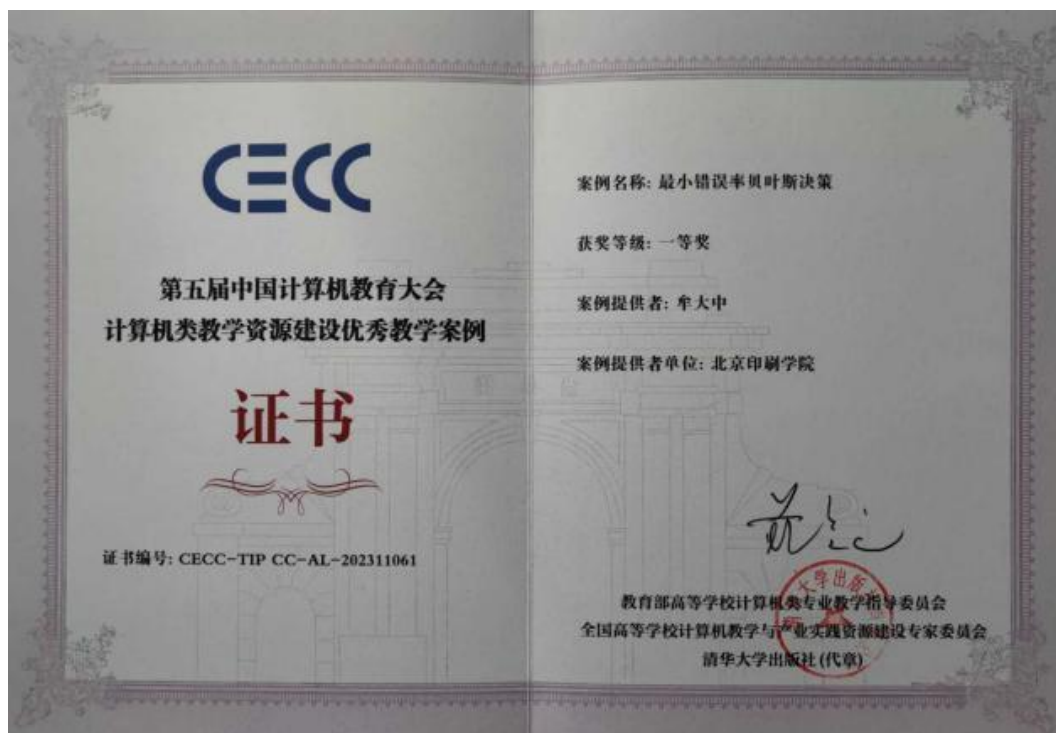 CECC
第五届中国计算机教育大会
计算机类教学资源建设优秀教学案例
证书
证书编号: CECC-TIP CC-AL-202311061
案例名称: 最小错误率贝叶斯决策
获奖等级: 一等奖
案例提供者: 牟大中
案例提供者单位: 北京印刷学院
教育部高等学校计算机类专业教学指导委员会
全国高等学校计算机教学与产业实践资源建设专家委员会
清华大学出版社(代章)
大学出版